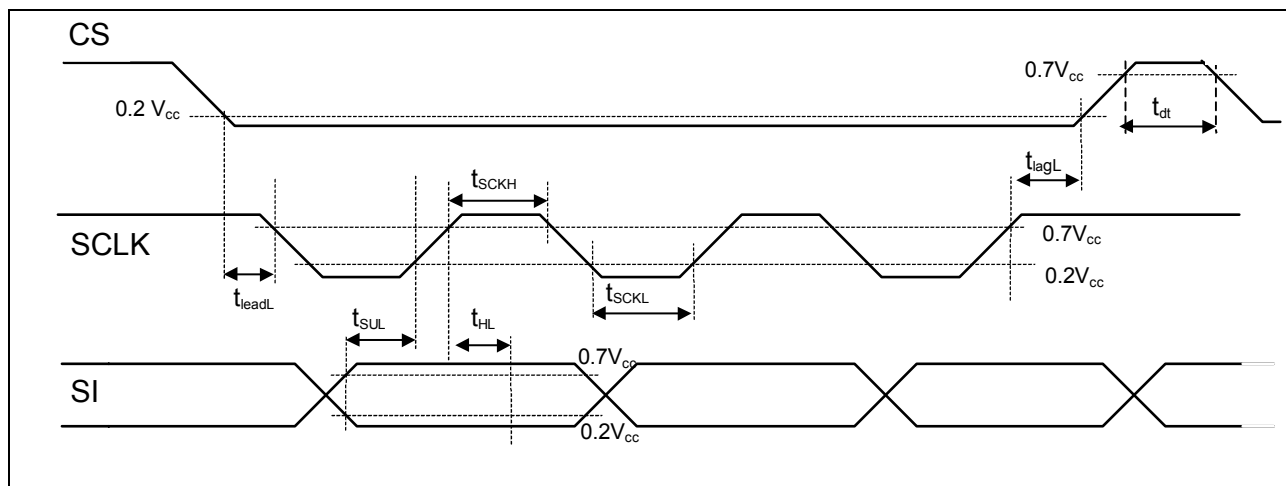 CS
0.7Vcc
0.2 Vcc
tdt
tlagL
tSCKH
SCLK
0.7Vcc
0.2Vcc
tleadL
tSCKL
tSUL
tHL
0.7Vcc
SI
0.2Vcc